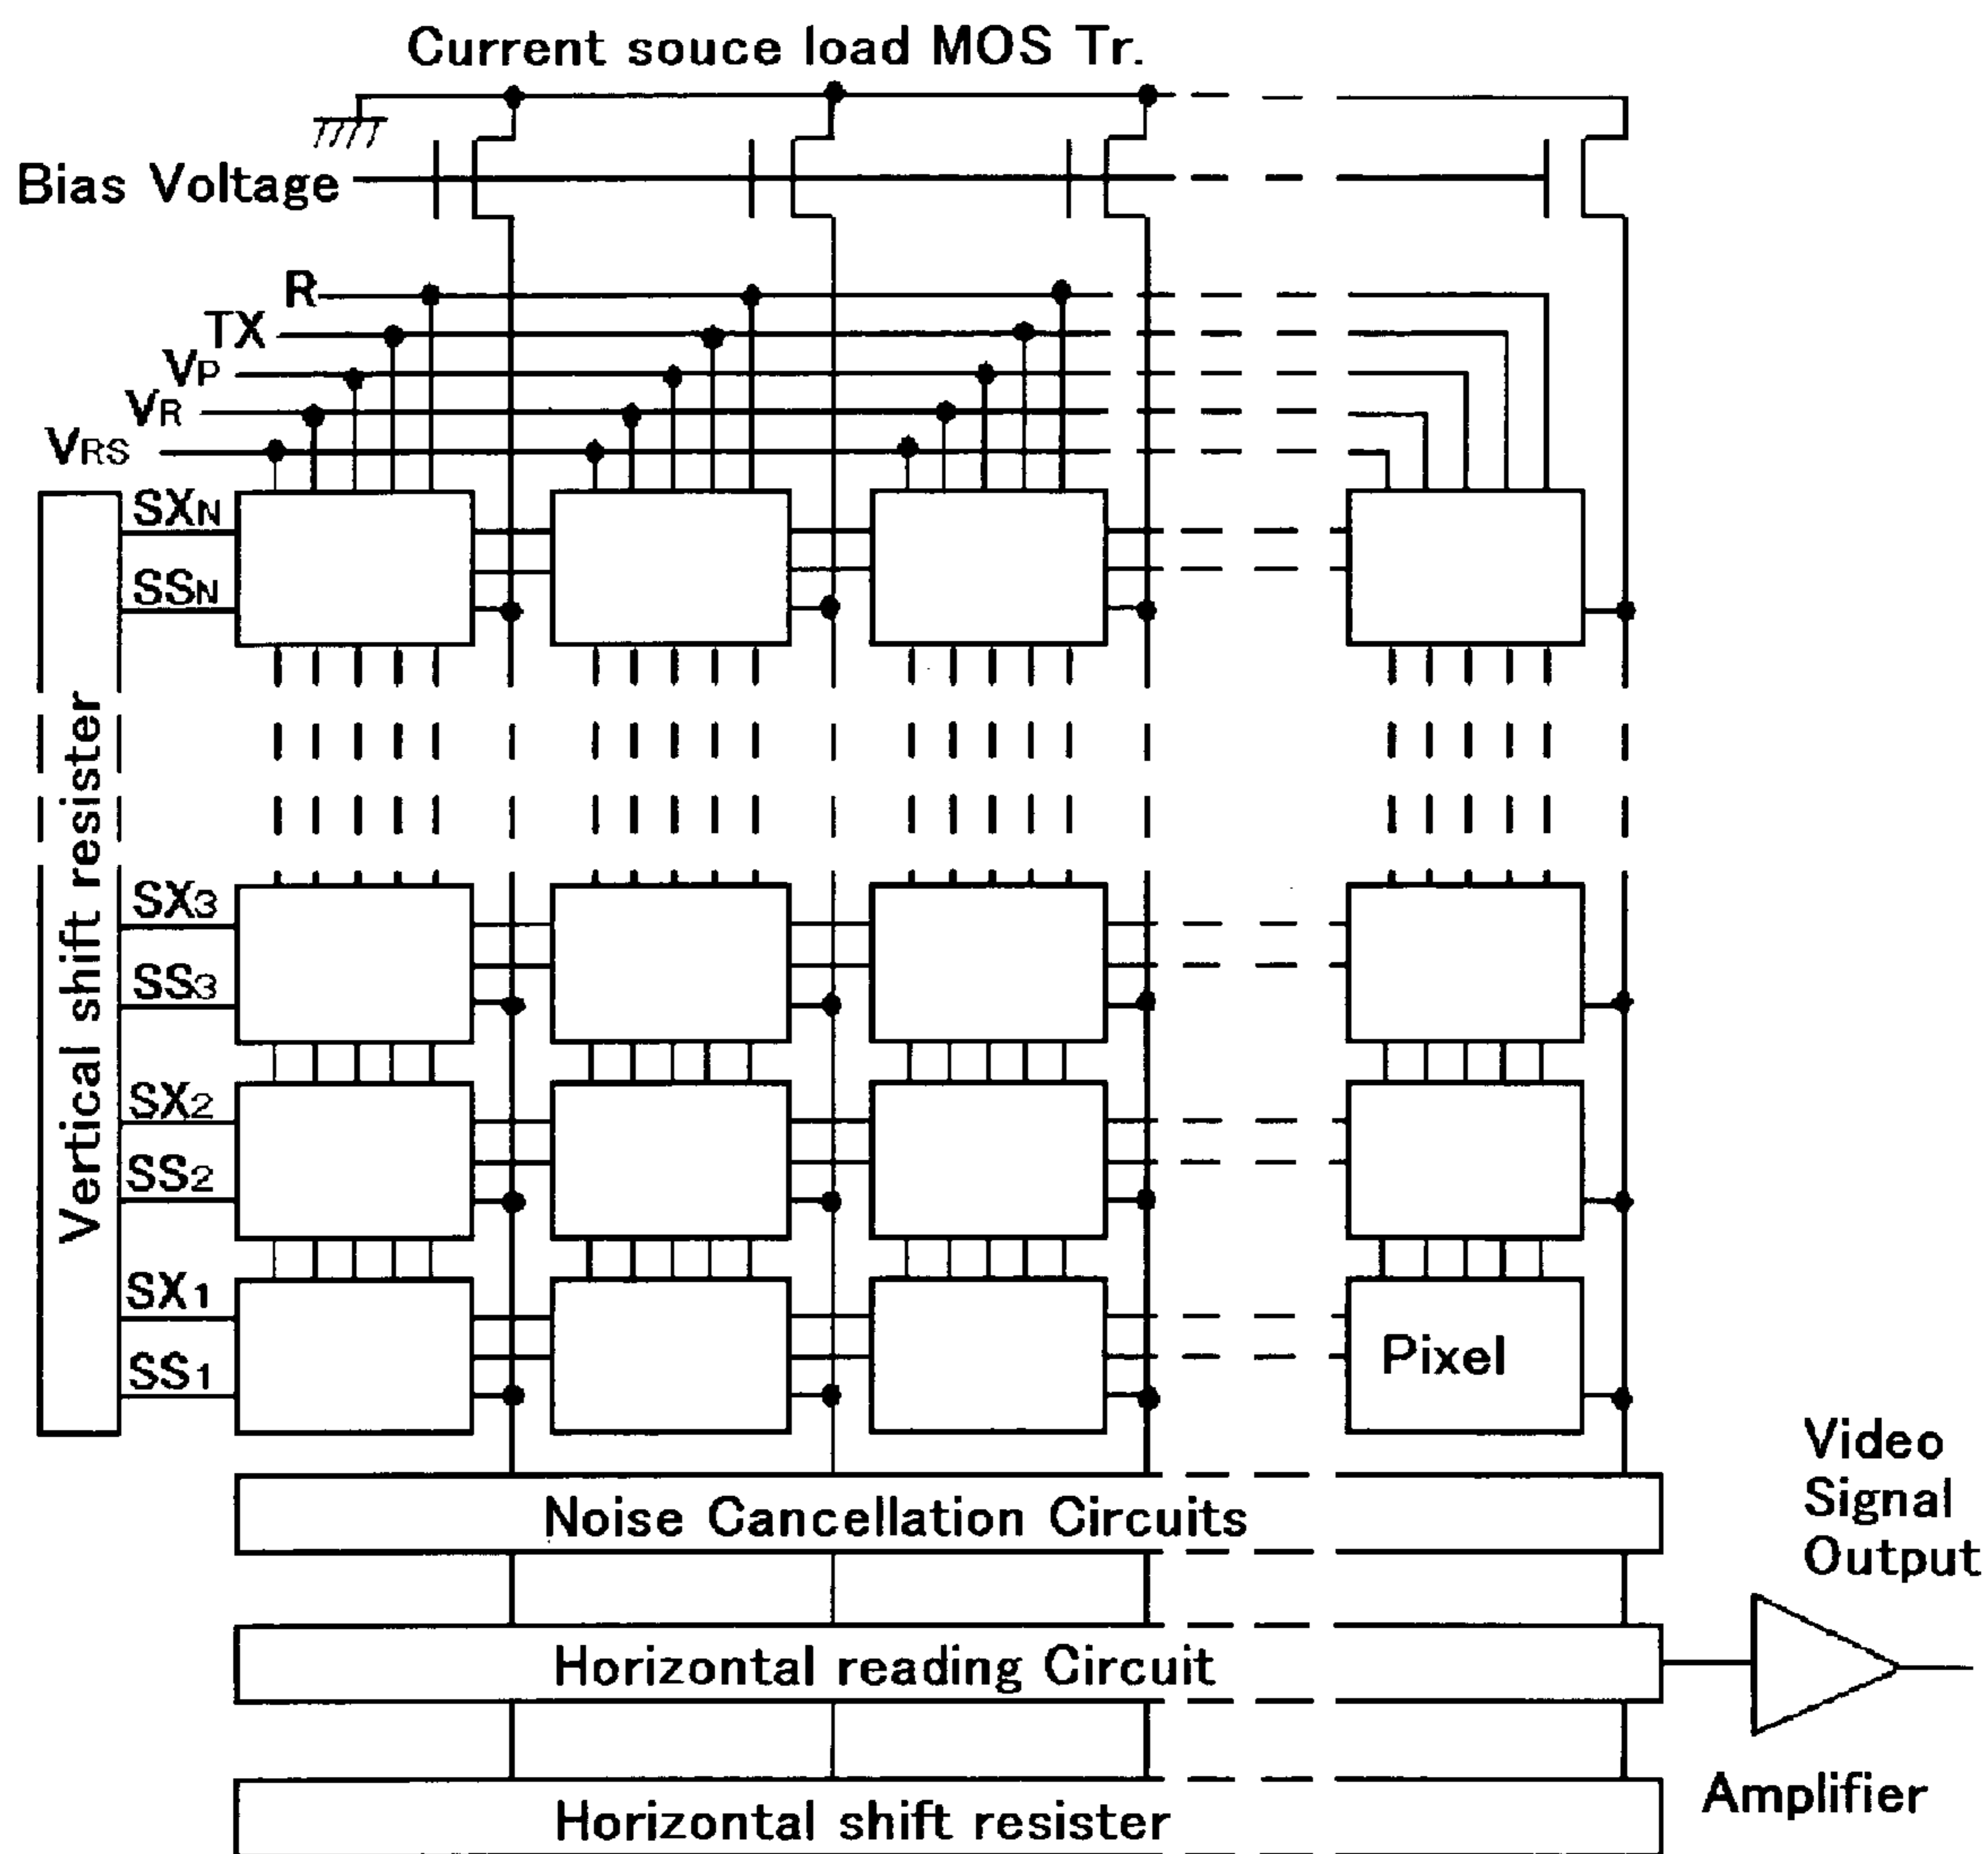 Current souce load MOS Tr.
Bias Voltage
R
TX
VP
VR
VRS
SXN
SSN
Vertical shift resister
SX3
SS3
SX2
SS2
SX1
SS1
Pixel
Video
Signal
Output
Noise Cancellation Circuits
Horizontal reading Circuit
Amplifier
Horizontal shift resister